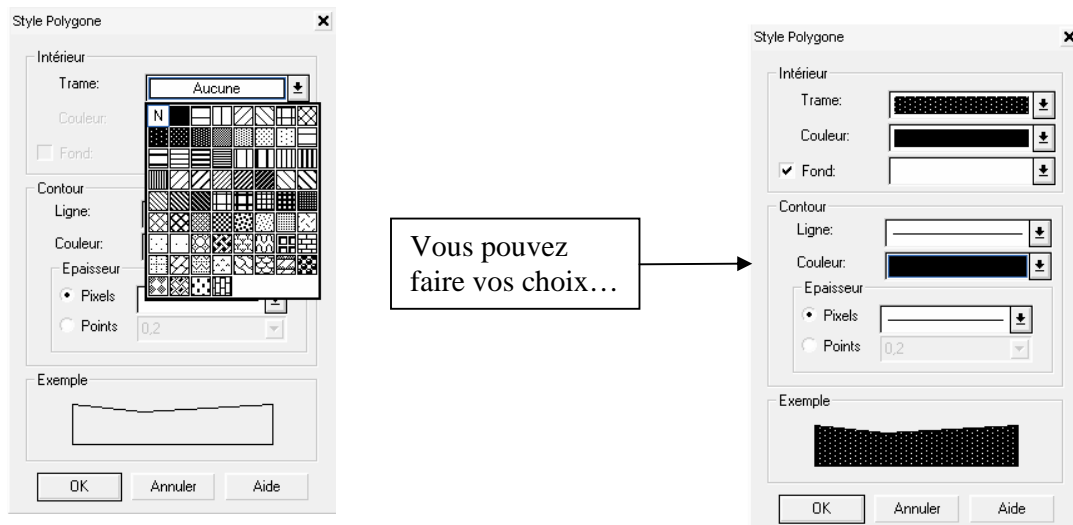 Style Polygone
Intérieur
Trame:
Aucune
N
Couleur:
Fond:
Contour
Ligne:
Couleur:
Epaisseur
Pixels
Points
0,2
Exemple
OK
Annuler
Aide
Vous pouvez
faire vos choix…
Style Polygone
Intérieur
Trame:
Couleur:
Fond:
Contour
Ligne:
Couleur:
Epaisseur
Pixels
Points
0,2
Exemple
OK
Annuler
Aide